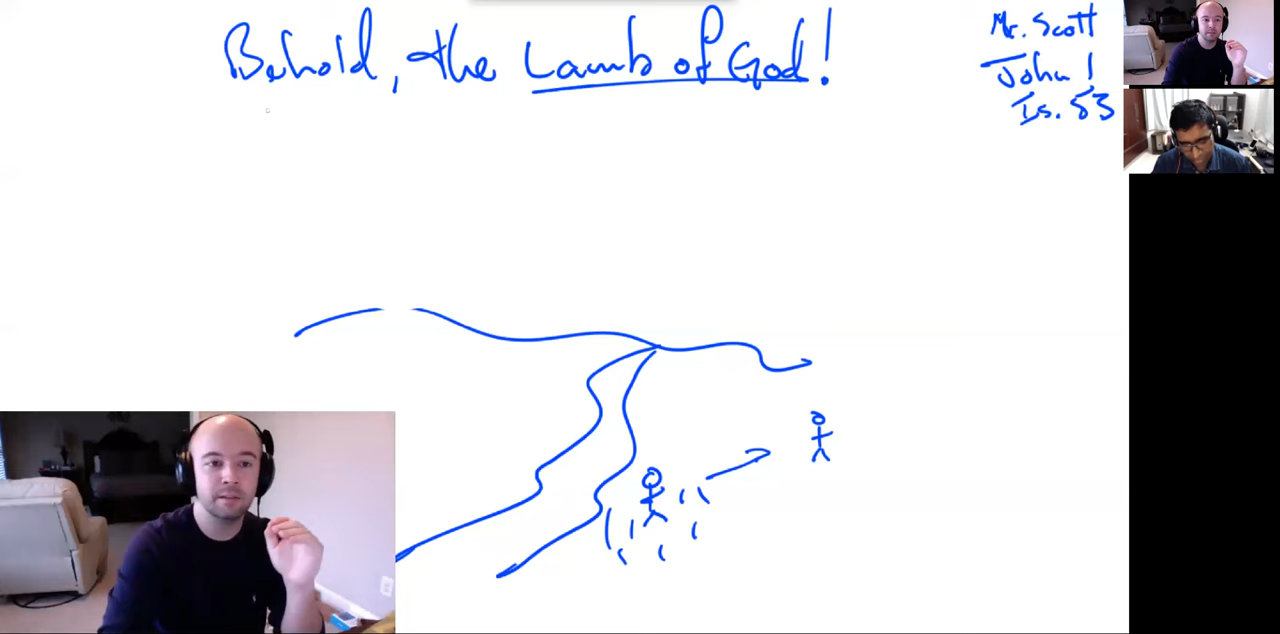 Behold, the Lamb of God!
Mr. Scott
John 1
Is. 53